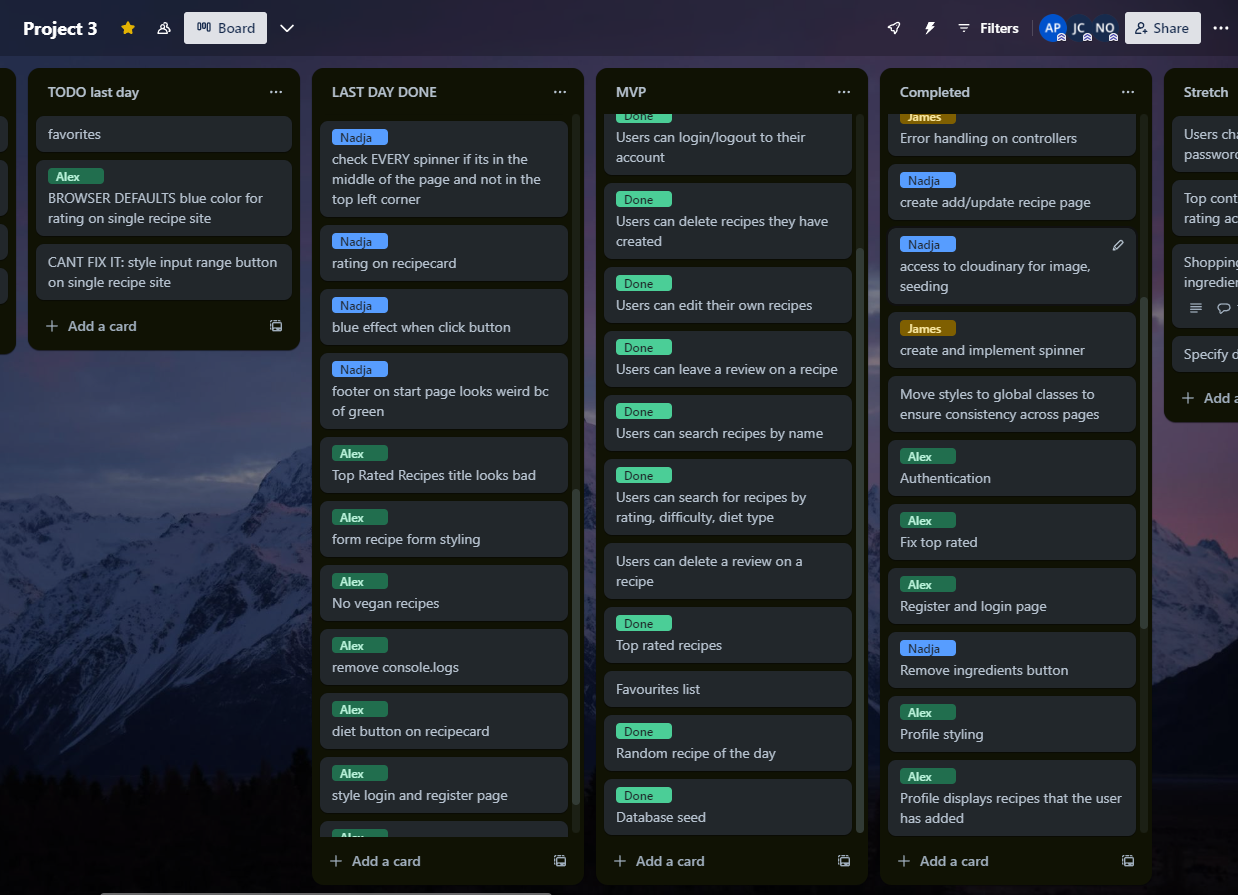 Project 3
Board
Filters
AP
JC
NO
Share
TODO last day
favorites
Alex
BROWSER DEFAULTS blue color for
rating on single recipe site
CANT FIX IT: style input range button
on single recipe site
Add a card
LAST DAY DONE
Nadja
check EVERY spinner if its in the
middle of the page and not in the
top left corner
Nadja
rating on recipecard
Nadja
blue effect when click button
Nadja
footer on start page looks weird bc
of green
Alex
Top Rated Recipes title looks bad
Alex
form recipe form styling
Alex
No vegan recipes
Alex
remove console.logs
Alex
diet button on recipecard
Alex
style login and register page
Alex
Add a card
MVP
Done
Users can login/logout to their
account
Done
Users can delete recipes they have
created
Done
Users can edit their own recipes
Done
Users can leave a review on a recipe
Done
Users can search recipes by name
Done
Users can search for recipes by
rating, difficulty, diet type
Users can delete a review on a
recipe
Done
Top rated recipes
Favourites list
Done
Random recipe of the day
Done
Database seed
Add a card
Completed
James
Error handling on controllers
Nadja
create add/update recipe page
Nadja
access to cloudinary for image,
seeding
James
create and implement spinner
Move styles to global classes to
ensure consistency across pages
Alex
Authentication
Alex
Fix top rated
Alex
Register and login page
Nadja
Remove ingredients button
Alex
Profile styling
Alex
Profile displays recipes that the user
has added
Add a card
Stretch
Users cha
password
Top cont
rating ac
Shopping
ingredien
Specify d
Add a